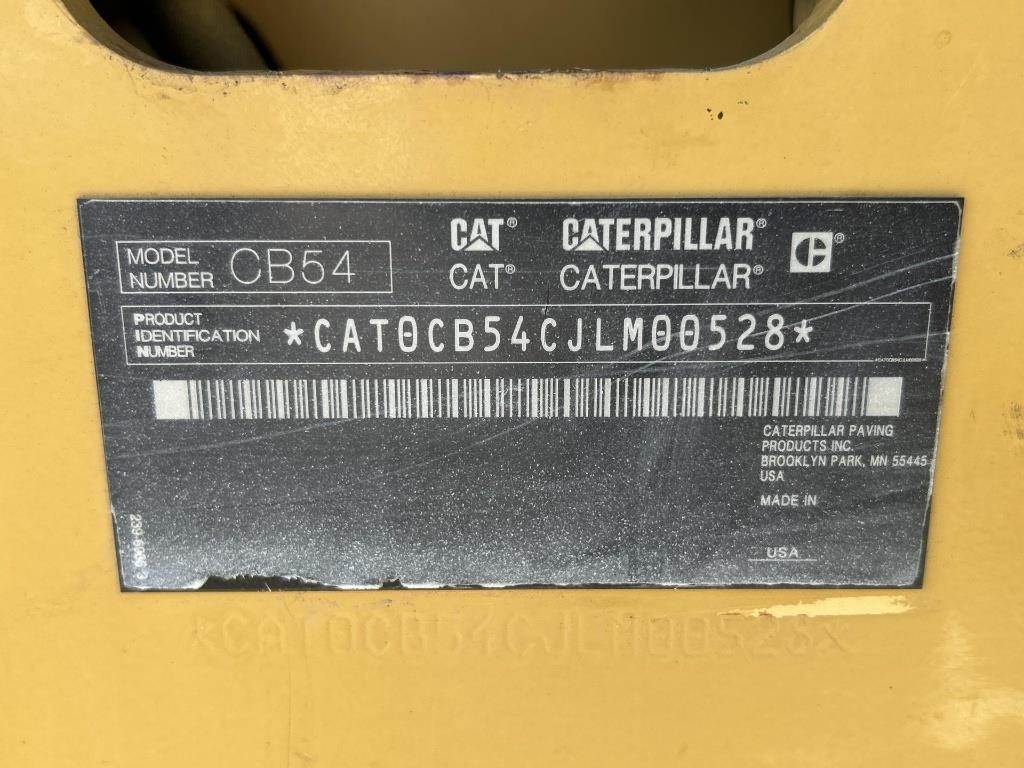 MODEL NUMBER CB54
CAT® CATERPILLAR®
CAT® CATERPILLAR®
PRODUCT
IDENTIFICATION
NUMBER
*CAT0CB54CJLM00528*
*CAT0CB54CJLM00528*
CATERPILLAR PAVING
PRODUCTS INC.
BROOKLYN PARK, MN 55445
USA
MADE IN
USA
*CAT0CB54CJLM00528*